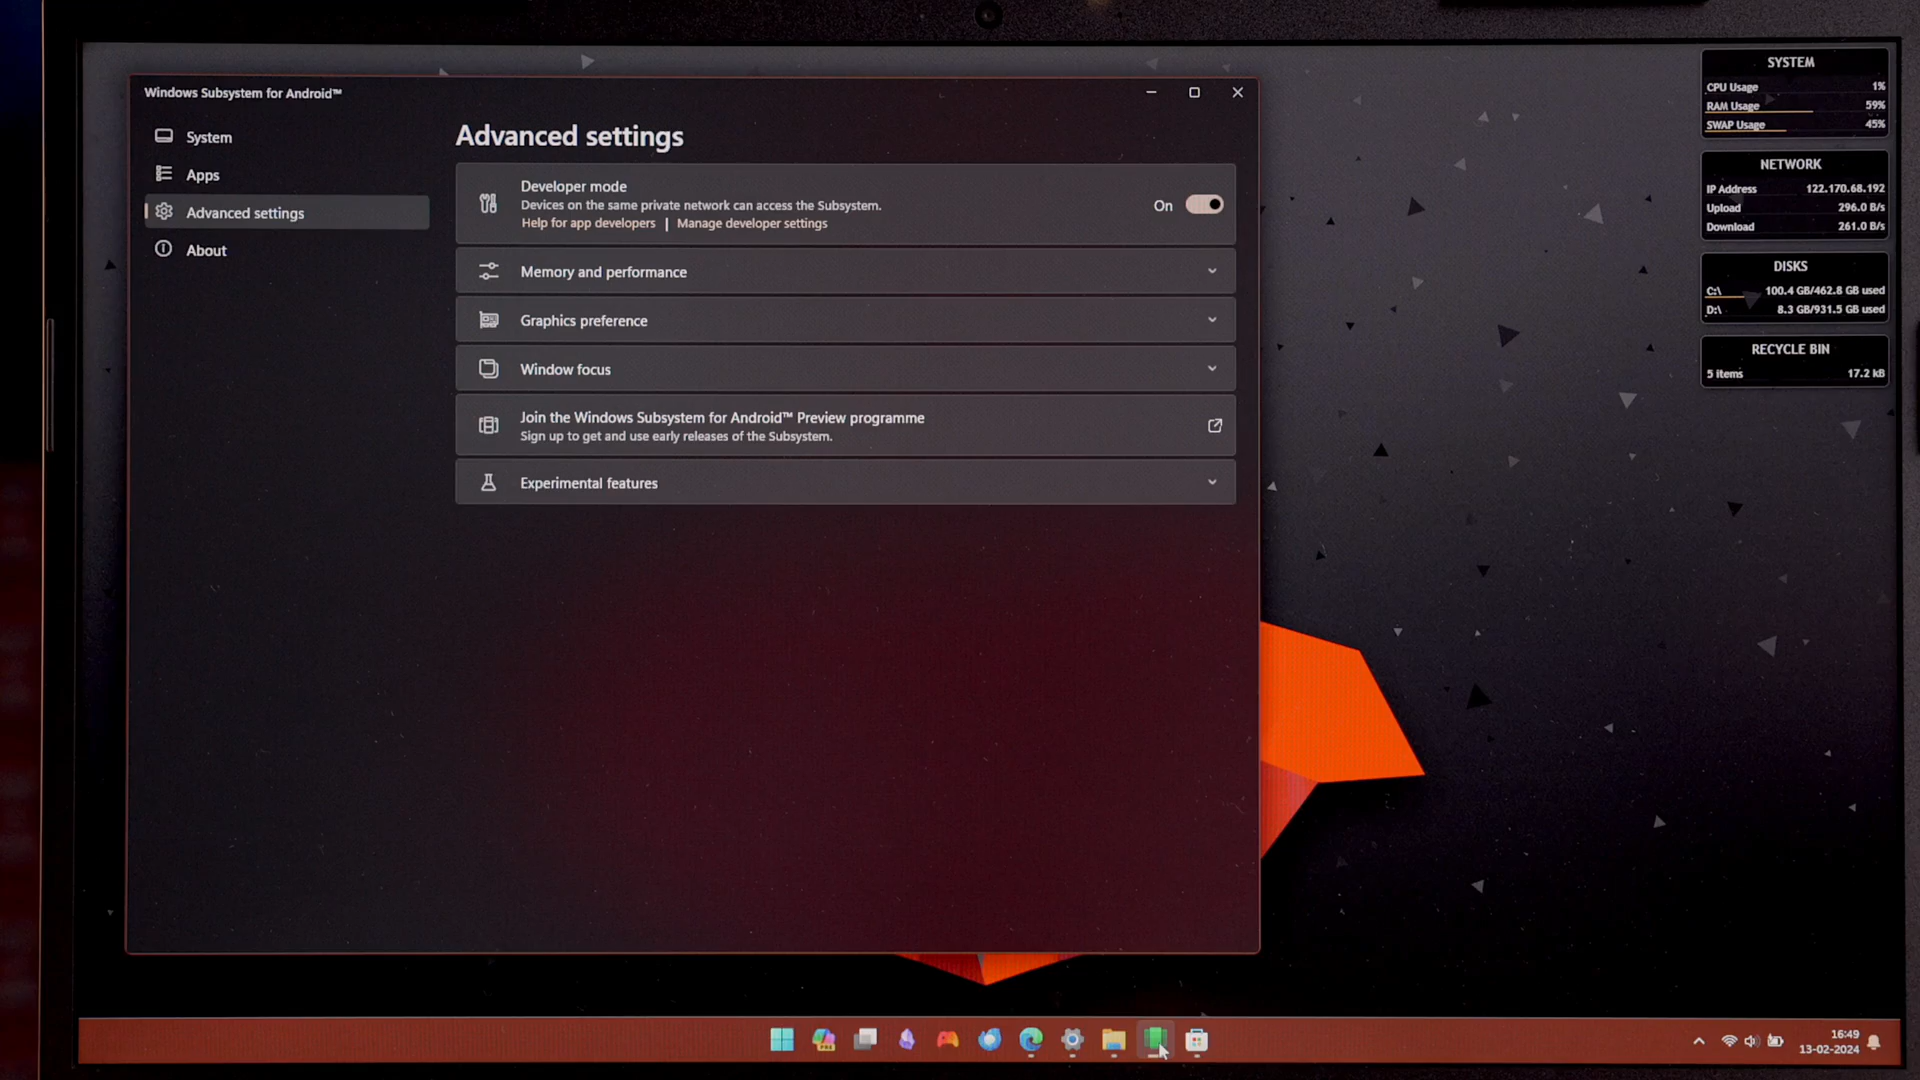 Windows Subsystem for Android™
System
Apps
Advanced settings
About
Advanced settings
Developer mode
Devices on the same private network can access the Subsystem.
Help for app developers | Manage developer settings
On
Memory and performance
Graphics preference
Window focus
Join the Windows Subsystem for Android™ Preview programme
Sign up to get and use early releases of the Subsystem.
Experimental features
SYSTEM
CPU Usage 1%
RAM Usage 59%
SWAP Usage 45%
NETWORK
IP Address 122.170.68.192
Upload 296.0 B/s
Download 261.0 B/s
DISKS
C:\ 100.4 GB/462.8 GB used
D:\ 8.3 GB/931.5 GB used
RECYCLE BIN
5 items 17.2 kB
PRE
16:49
13-02-2024